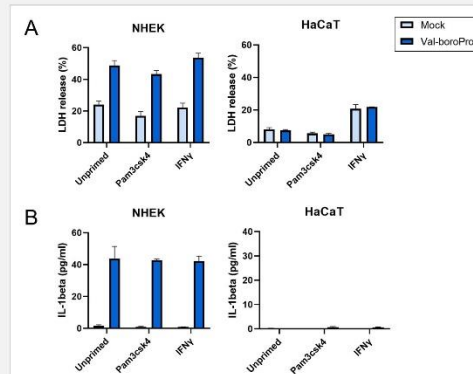 A
NHEK
HaCaT
Mock
Val-boroPro
LDH release (%)
80
60
40
20
0
Unprimed
Pam3csk4
IFNγ
LDH release (%)
80
60
40
20
0
Unprimed
Pam3csk4
IFNγ
B
NHEK
HaCaT
IL-1beta (pg/ml)
60
40
20
0
Unprimed
Pam3csk4
IFNγ
IL-1beta (pg/ml)
40
30
20
10
0
Unprimed
Pam3csk4
IFNγ